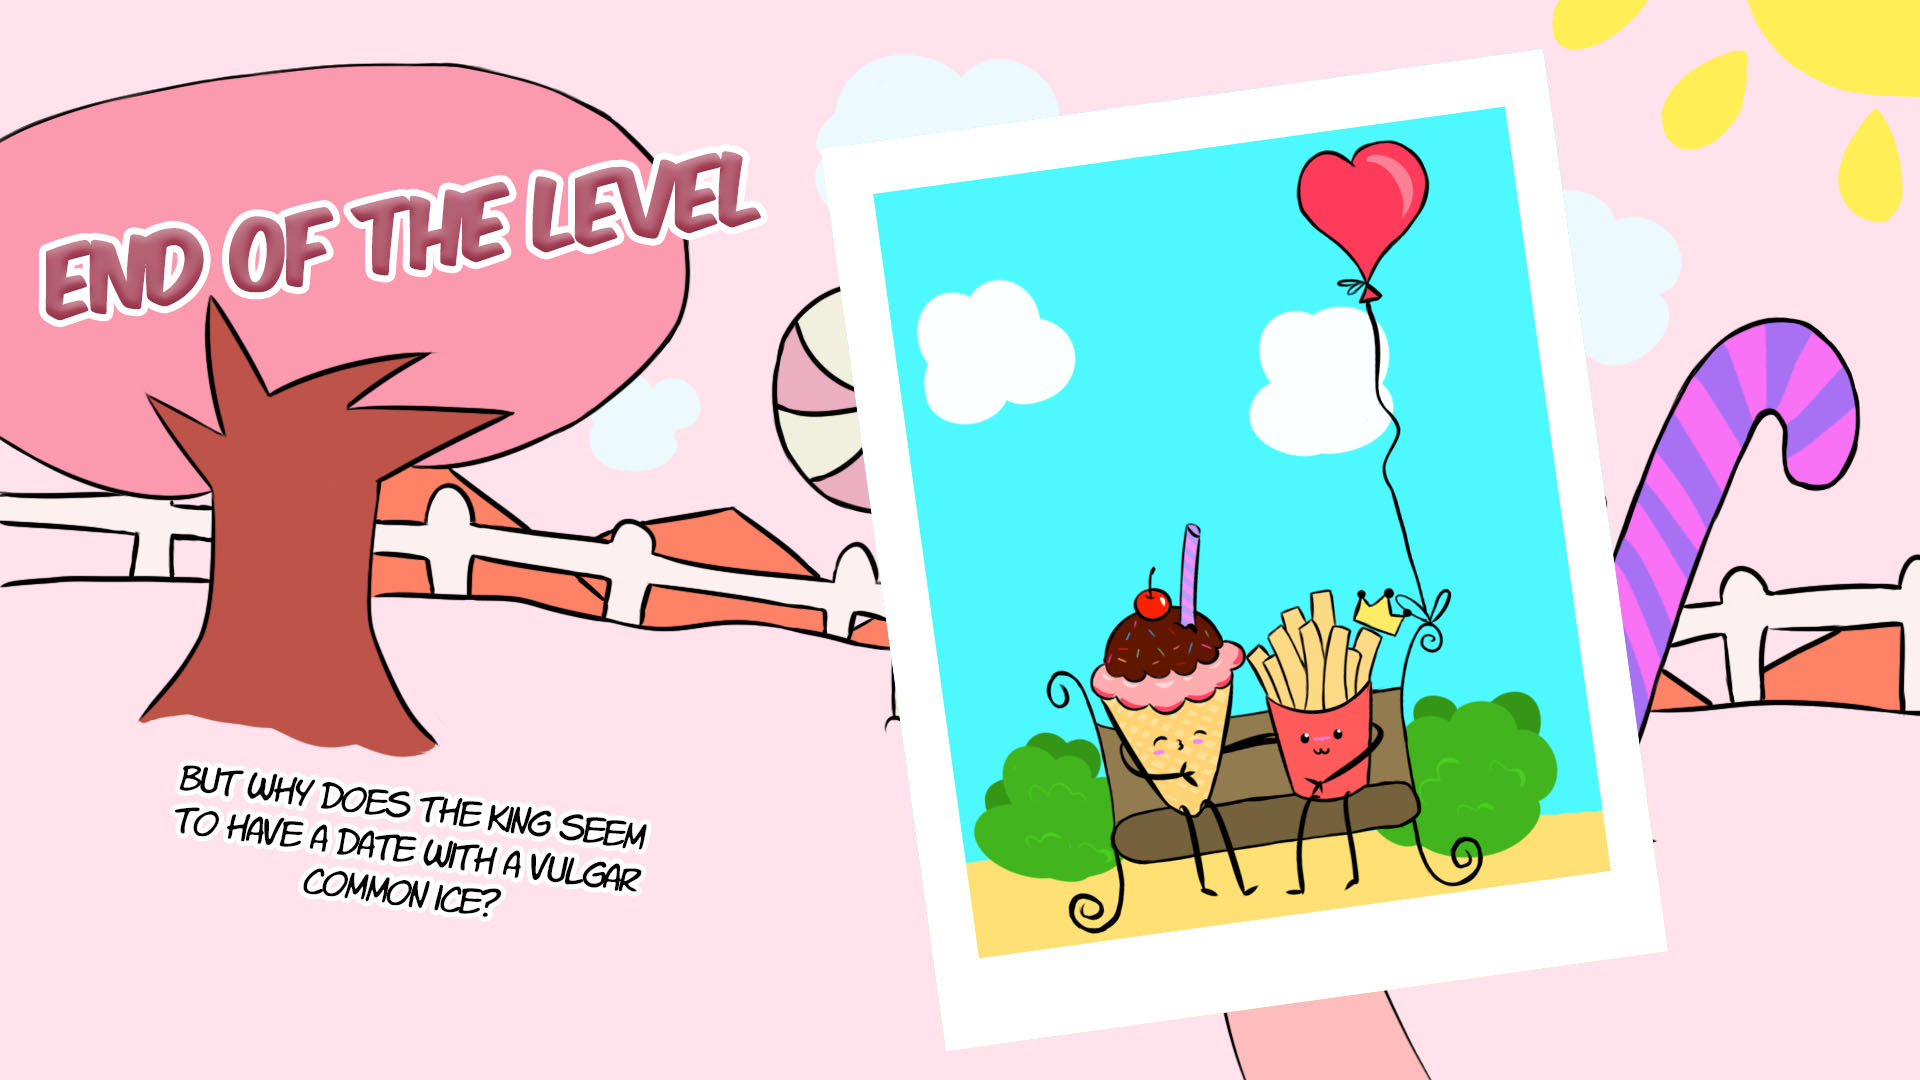 END OF THE LEVEL
BUT WHY DOES THE KING SEEM
TO HAVE A DATE WITH A VULGAR
COMMON ICE?